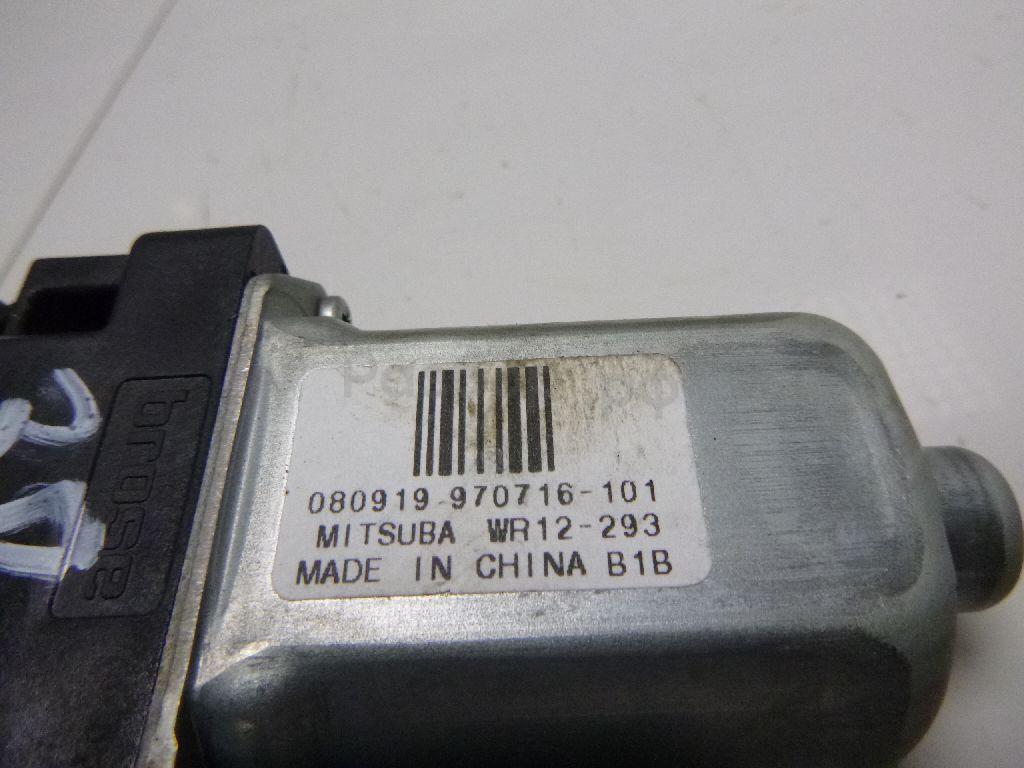 brose
080919-970716-101
MITSUBA WR12-293
MADE IN CHINA B1B